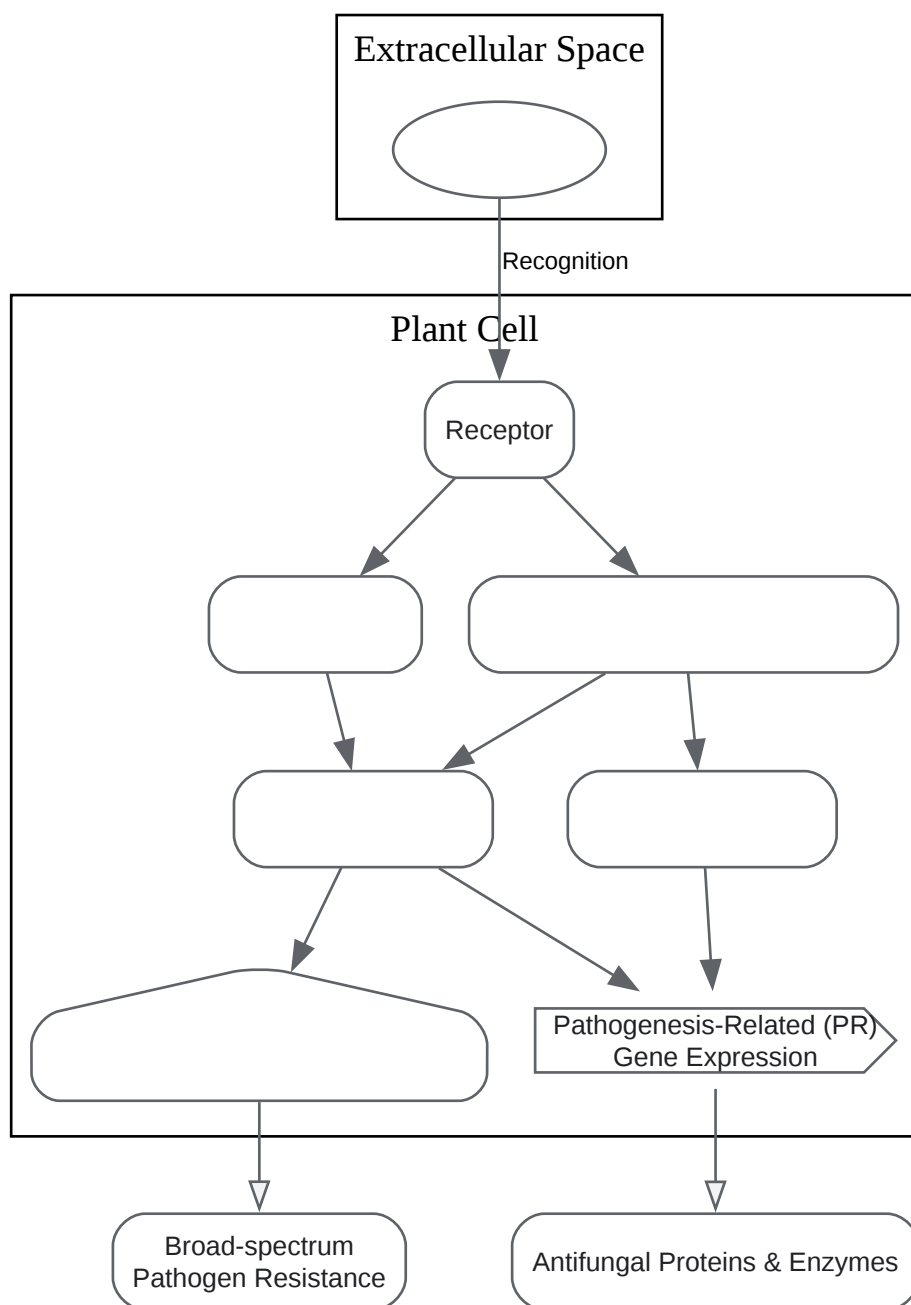 Extracellular Space
Recognition
Plant Cell
Receptor
Pathogenesis-Related (PR)
Gene Expression
Broad-spectrum
Pathogen Resistance
Antifungal Proteins & Enzymes